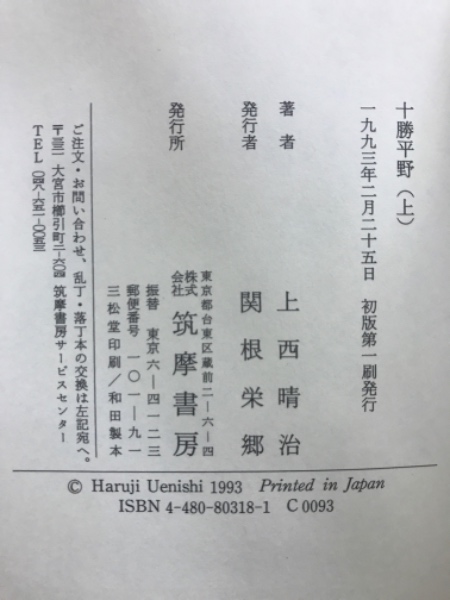 十勝平野(上)
一九九三年二月二十五日 初版第一刷発行
著者 上西晴治
発行者 関根栄郷
発行所 株式会社 筑摩書房
東京都台東区蔵前二―六―四
振替 東京六―四一二三
郵便番号 一〇一―九一
三松堂印刷/和田製本
ご注文・お問い合わせ、乱丁・落丁本の交換は左記宛へ。
大宮市櫛引町二―六〇四 筑摩書房サービスセンター
TEL 〇四八―六五一―〇〇五三
© Haruji Uenishi 1993 Printed in Japan
ISBN 4-480-80318-1 C 0093